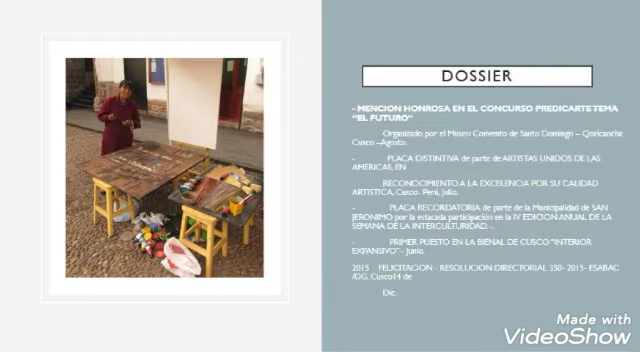 DOSSIER
- MENCION HONROSA EN EL CONCURSO PREDICARTE TEMA
"EL FUTURO"
Organizado por el Museo Convento de Santo Domingo – Qoricancha
Cusco –Agosto.
- PLACA DISTINTIVA de parte de ARTISTAS UNIDOS DE LAS
AMERICAS, EN
RECONOCIMIENTO A LA EXCELENCIA POR SU CALIDAD
ARTISTICA, Cusco- Perú, Julio.
- PLACA RECORDATORIA de parte de la Municipalidad de SAN
JERONIMO por la estacada participación en la IV EDICION ANUAL DE LA
SEMANA DE LA INTERCULTURIDAD.-.
- PRIMER PUESTO EN LA BIENAL DE CUSCO "INTERIOR
EXPANSIVO" – Junio.
2015 FELICITACION - RESOLUCION DIRECTORIAL 350- 2015- ESABAC
/DG. Cusco14 de
Dic.
Made with
VideoShow